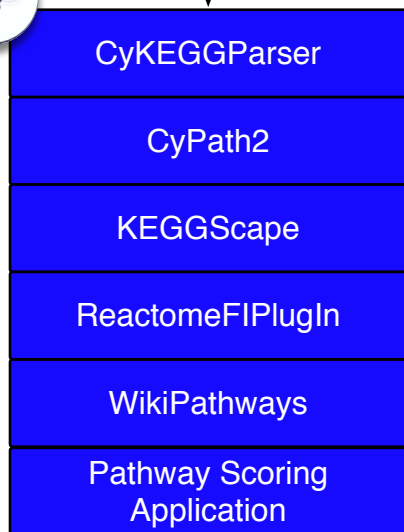 CyKEGGParser
CyPath2
KEGGScape
ReactomeFIPlugIn
WikiPathways
Pathway Scoring
Application